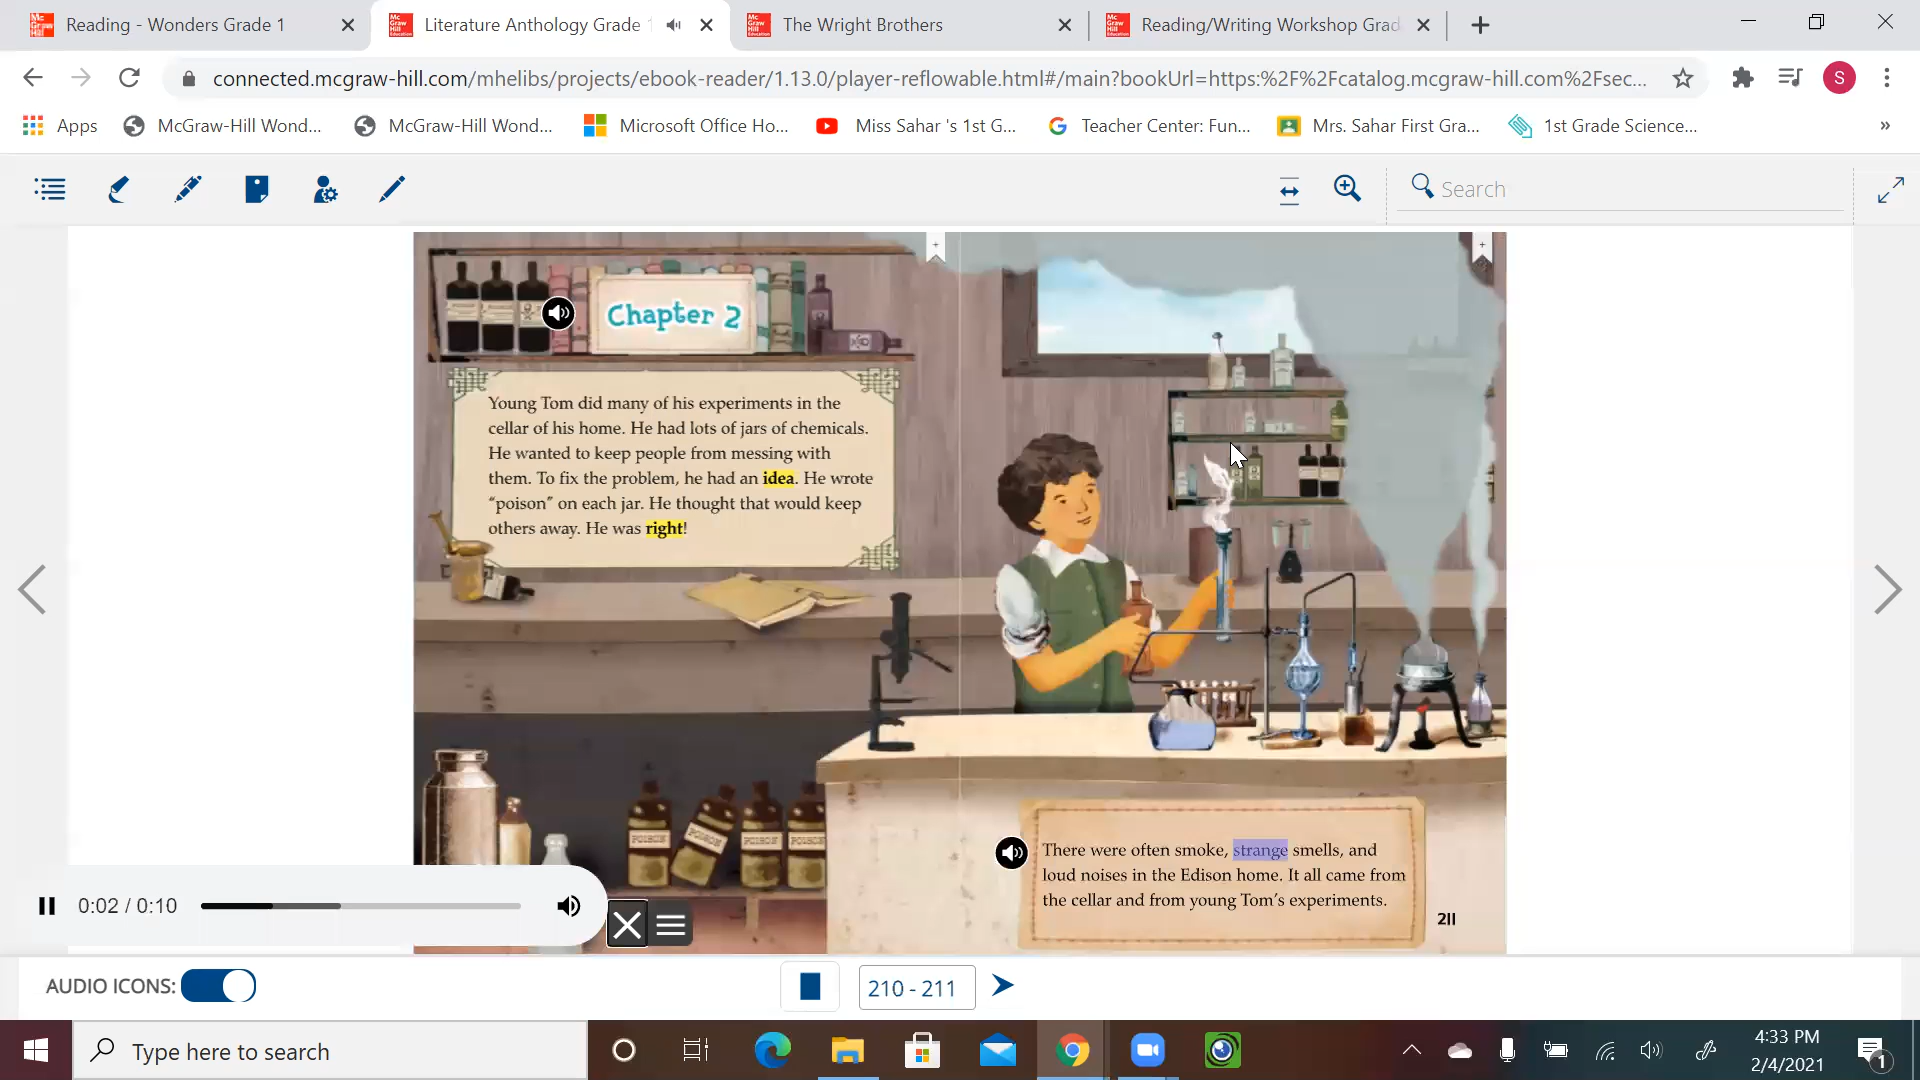 Reading - Wonders Grade 1
Literature Anthology Grade 1
The Wright Brothers
Reading/Writing Workshop Grad
connected.mcgraw-hill.com/mhelibs/projects/ebook-reader/1.13.0/player-reflowable.html#/main?bookUrl=https:%2F%2Fcatalog.mcgraw-hill.com%2Fsec...
S
Apps
McGraw-Hill Wond...
McGraw-Hill Wond...
Microsoft Office Ho...
Miss Sahar 's 1st G...
Teacher Center: Fun...
Mrs. Sahar First Gra...
1st Grade Science...
»
Search
Chapter 2
Young Tom did many of his experiments in the
cellar of his home. He had lots of jars of chemicals.
He wanted to keep people from messing with
them. To fix the problem, he had an idea. He wrote
“poison” on each jar. He thought that would keep
others away. He was right!
POISON
POISON
POISON
POISON
There were often smoke, strange smells, and
loud noises in the Edison home. It all came from
the cellar and from young Tom’s experiments.
211
0:02 / 0:10
AUDIO ICONS:
210 - 211
Type here to search
4:33 PM
2/4/2021
1